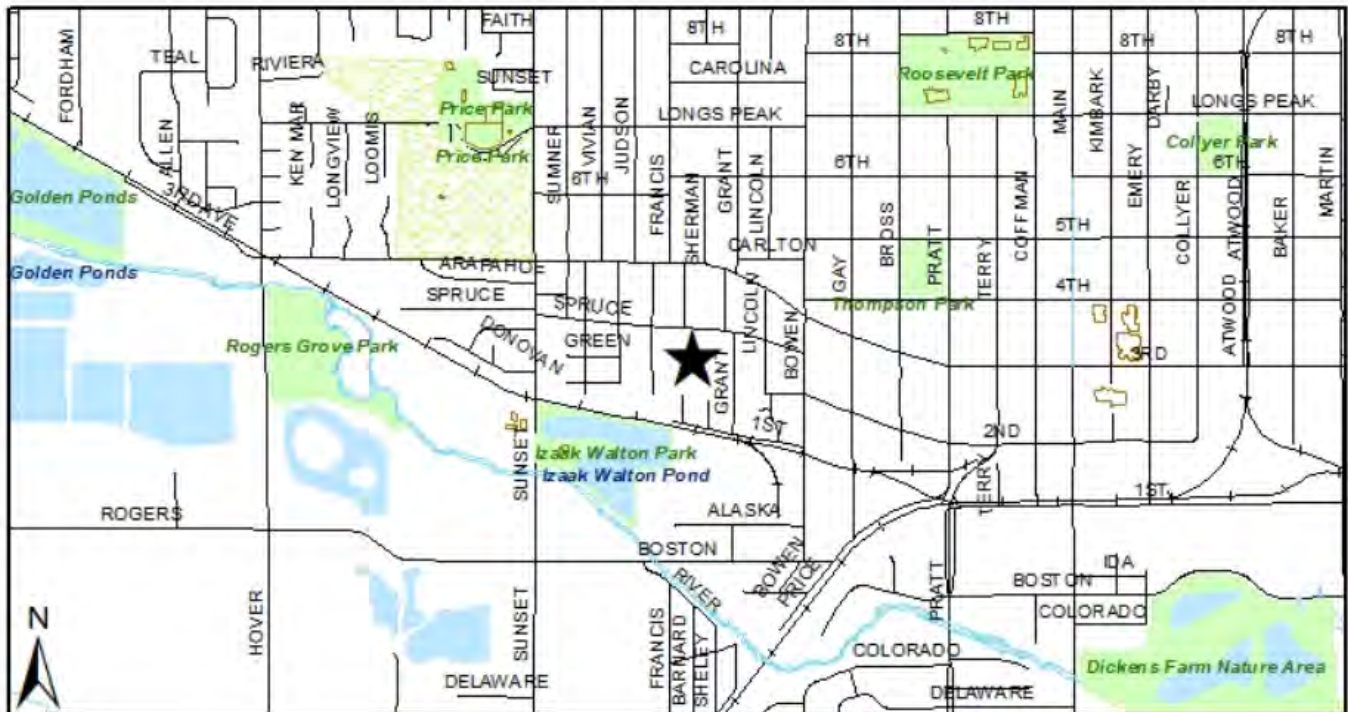 FAITH
8TH
8TH
8TH
8TH
8TH
FORDHAM
TEAL
RIVIERA
SUNSET
CAROLINA
Roosevelt Park
MAIN
KIMBARK
DARBY
LONGS PEAK
Price Park
LONGS PEAK
ALLEN
KEN MAR
LONGVIEW
LOOMIS
Price Park
SUMNER
VIVIAN
JUDSON
6TH
FRANCIS
SHERMAN
GRANT
LINCOLN
6TH
COFFMAN
EMERY
Collyer Park
6TH
MARTIN
Golden Ponds
3RD AVE
CARLTON
GAY
BROSS
PRATT
TERRY
5TH
COLLYER
ATWOOD
BAKER
Golden Ponds
ARAPAHOE
SPRUCE
SPRUCE
LINCOLN
Thompson Park
4TH
ATWOOD
Rogers Grove Park
DONOVAN
GREEN
GRANT
BOWEN
3RD
1ST
2ND
SUNSET
Izaak Walton Park
Izaak Walton Pond
TERRY
1ST
ROGERS
ALASKA
BOSTON
BOWEN
PRICE
RIVER
IDA
BOSTON
PRATT
COLORADO
N
HOVER
SUNSET
FRANCIS
BARNARD
SHELEY
COLORADO
Dickens Farm Nature Area
DELAWARE
DELAWARE